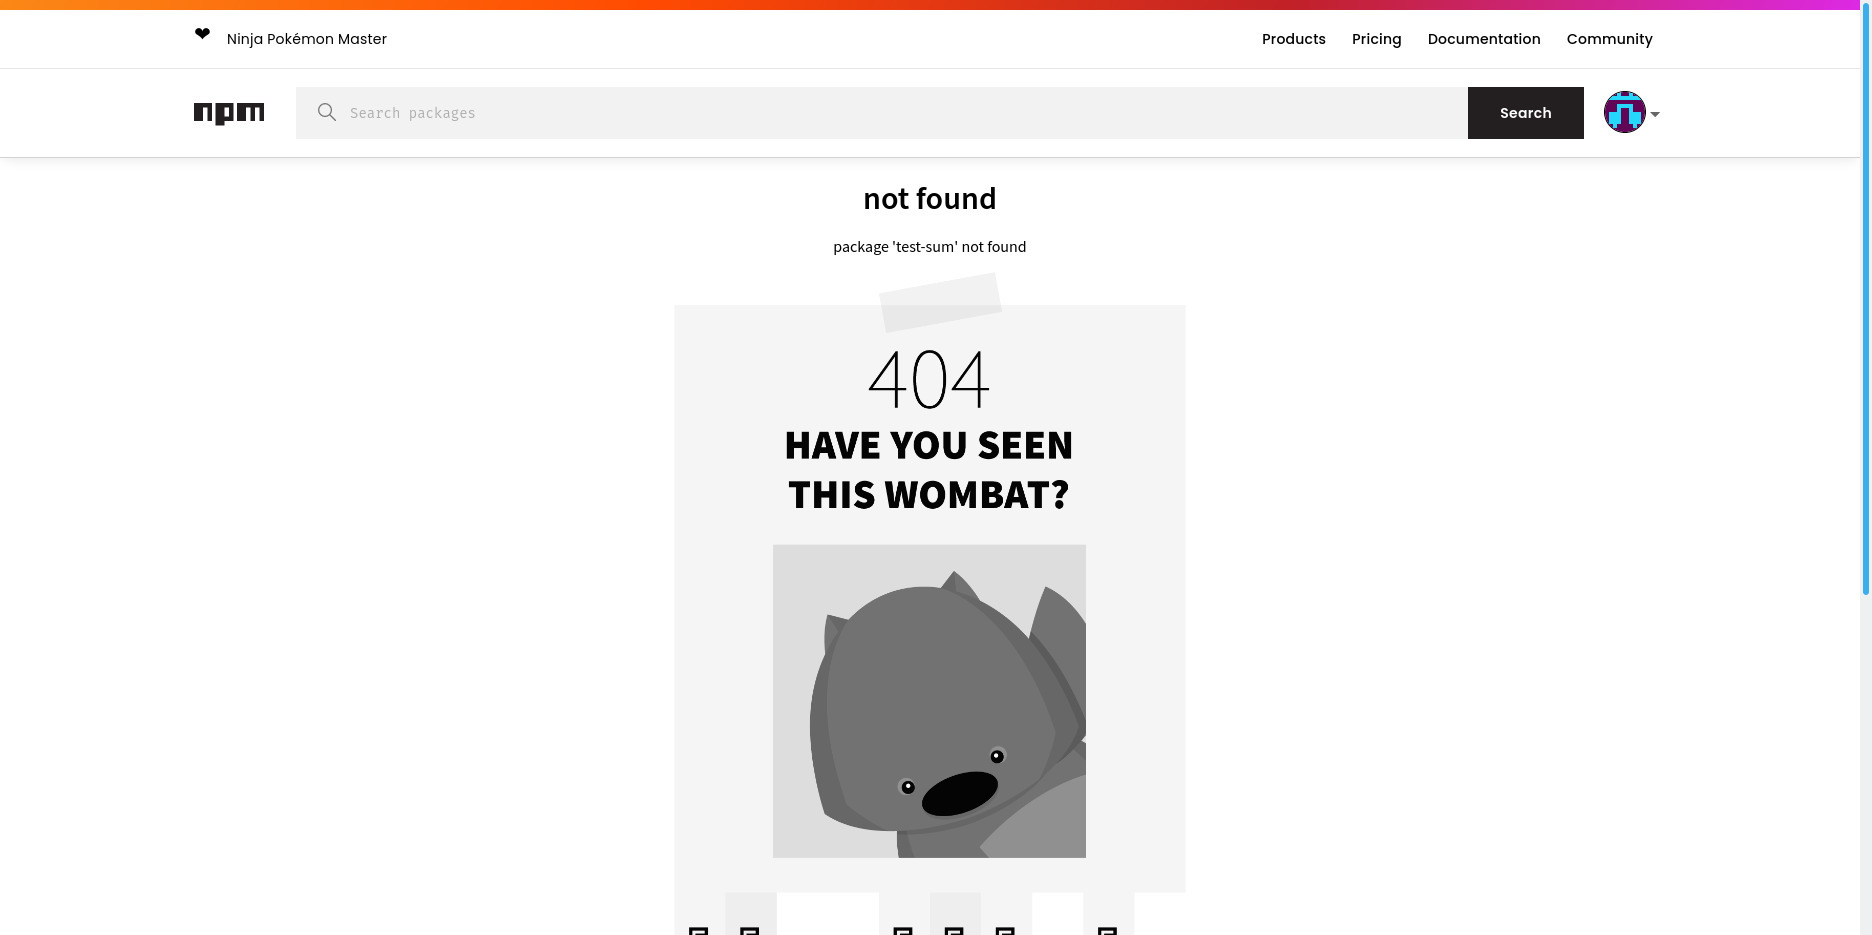 ❤ Ninja Pokémon Master
Products Pricing Documentation Community
npm
Search packages
Search
not found
package 'test-sum' not found
404
HAVE YOU SEEN
THIS WOMBAT?